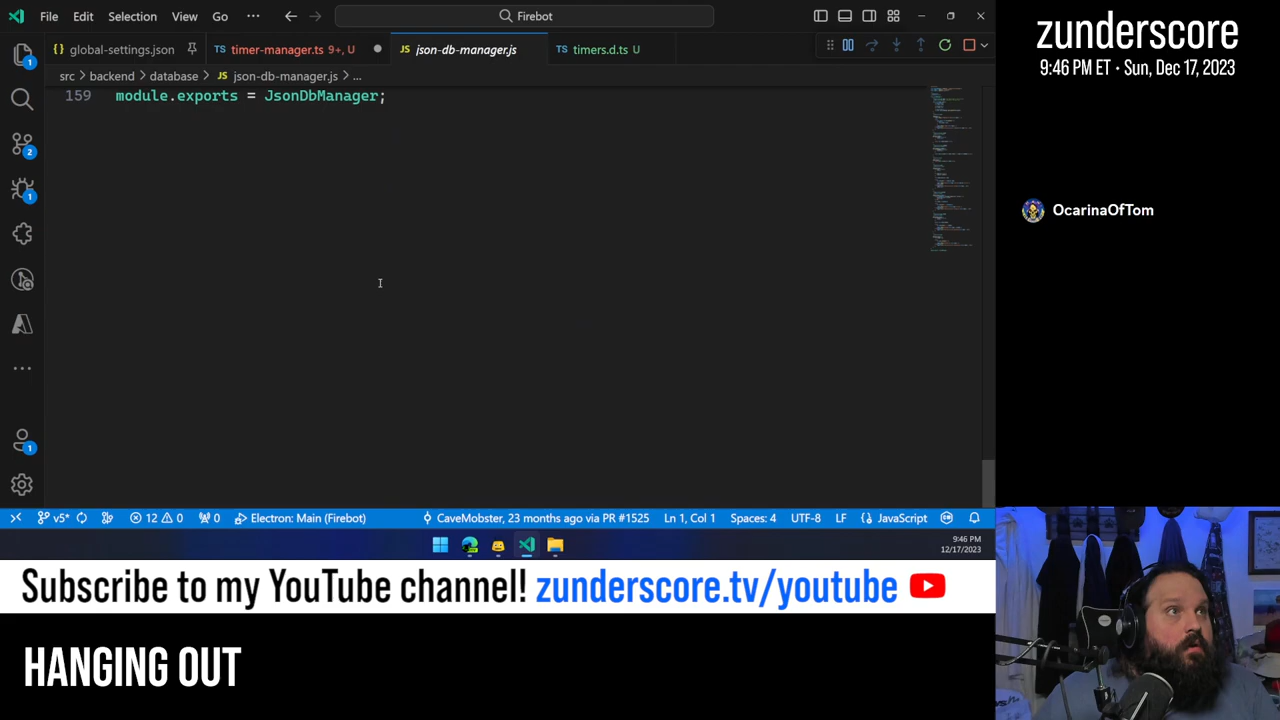 File Edit Selection View Go ··· Firebot
global-settings.json timer-manager.ts 9+, U json-db-manager.js timers.d.ts U
src > backend > database > json-db-manager.js > ...
159 module.exports = JsonDbManager;
1
2
1
1
v5* 12 0 0 Electron: Main (Firebot) CaveMobster, 23 months ago via PR #1525 Ln 1, Col 1 Spaces: 4 UTF-8 LF JavaScript
9:46 PM
12/17/2023
zunderscore
9:46 PM ET • Sun, Dec 17, 2023
OcarinaOfTom
Subscribe to my YouTube channel! zunderscore.tv/youtube
HANGING OUT